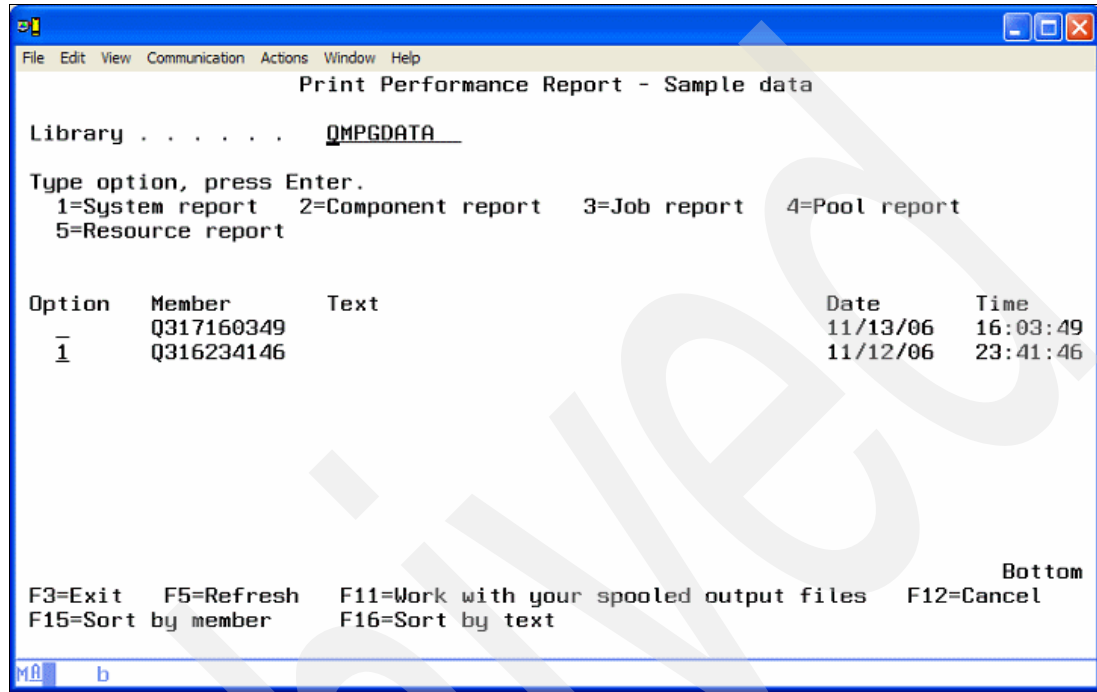 File Edit View Communication Actions Window Help
Print Performance Report - Sample data
Library . . . . . . QMPGDATA__
Type option, press Enter.
1=System report 2=Component report 3=Job report 4=Pool report
5=Resource report
Option Member Text Date Time
_ Q317160349 11/13/06 16:03:49
1 Q316234146 11/12/06 23:41:46
Bottom
F3=Exit F5=Refresh F11=Work with your spooled output files F12=Cancel
F15=Sort by member F16=Sort by text
MA b